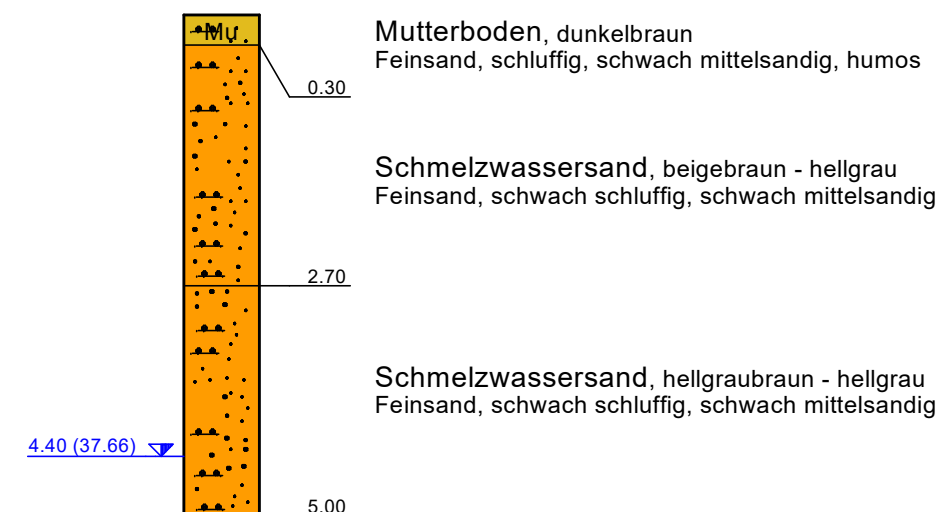 Mu
Mutterboden, dunkelbraun
Feinsand, schluffig, schwach mittelsandig, humos
0.30
Schmelzwassersand, beigebraun - hellgrau
Feinsand, schwach schluffig, schwach mittelsandig
2.70
Schmelzwassersand, hellgraubraun - hellgrau
Feinsand, schwach schluffig, schwach mittelsandig
4.40 (37.66)
5.00